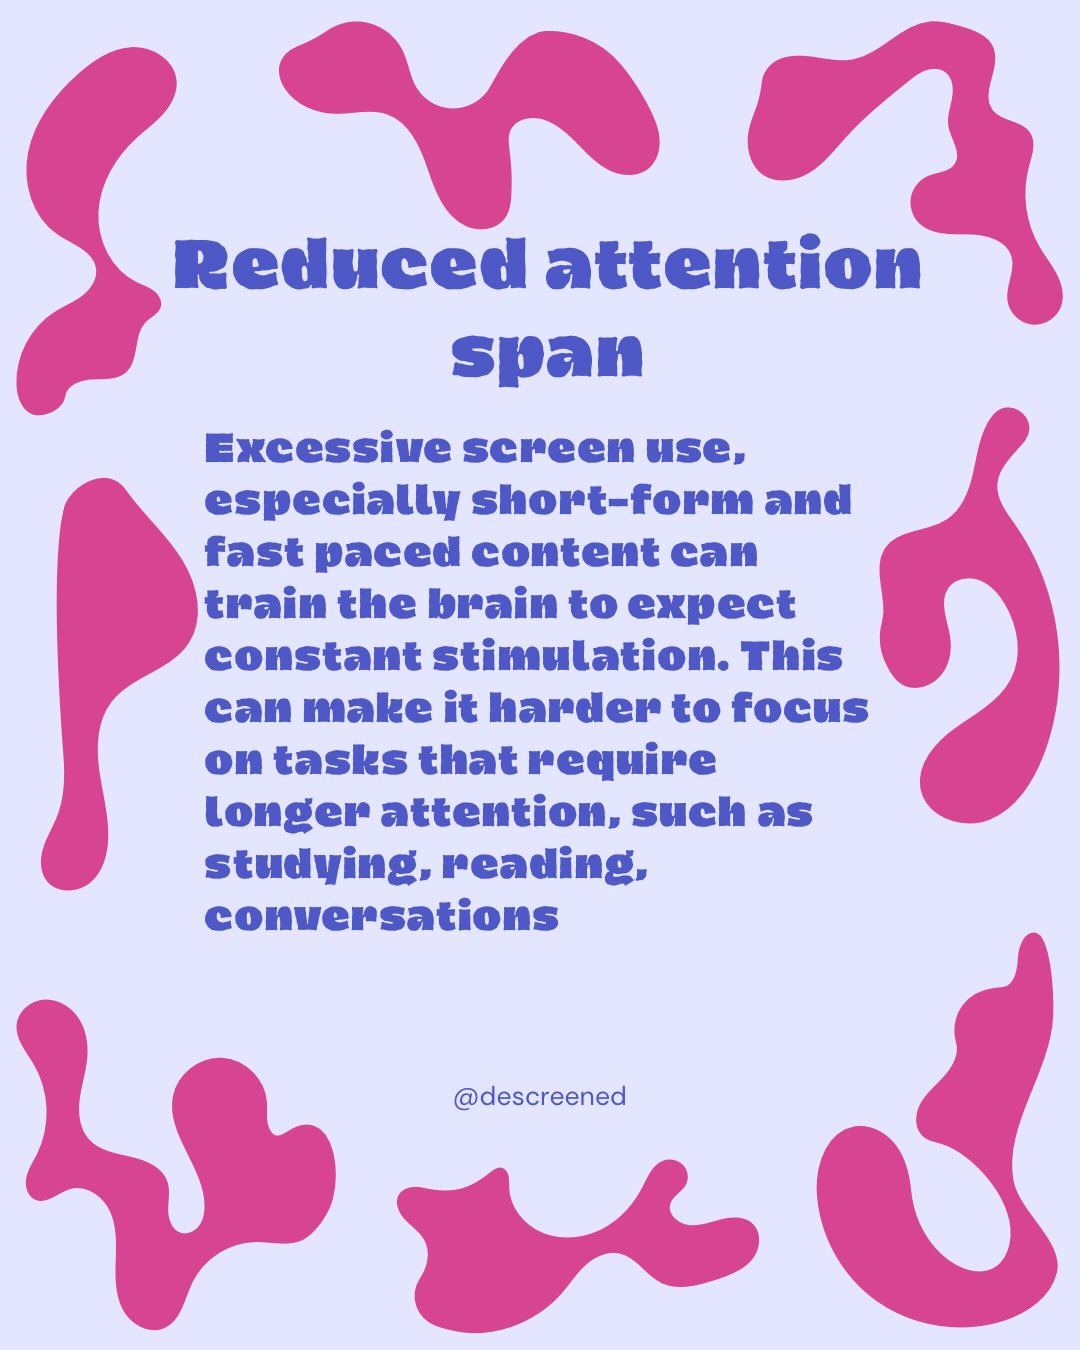 Reduced attention
span
Excessive screen use,
especially short-form and
fast paced content can
train the brain to expect
constant stimulation. This
can make it harder to focus
on tasks that require
longer attention, such as
studying, reading,
conversations
@descreened